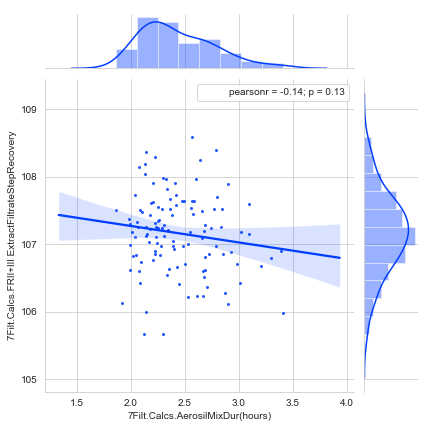 pearsonr = -0.14; p = 0.13
109
108
107
106
105
7Filt.Calcs.FRII+III ExtractFiltrateStepRecovery
1.5 2.0 2.5 3.0 3.5 4.0
7Filt.Calcs.AerosilMixDur(hours)